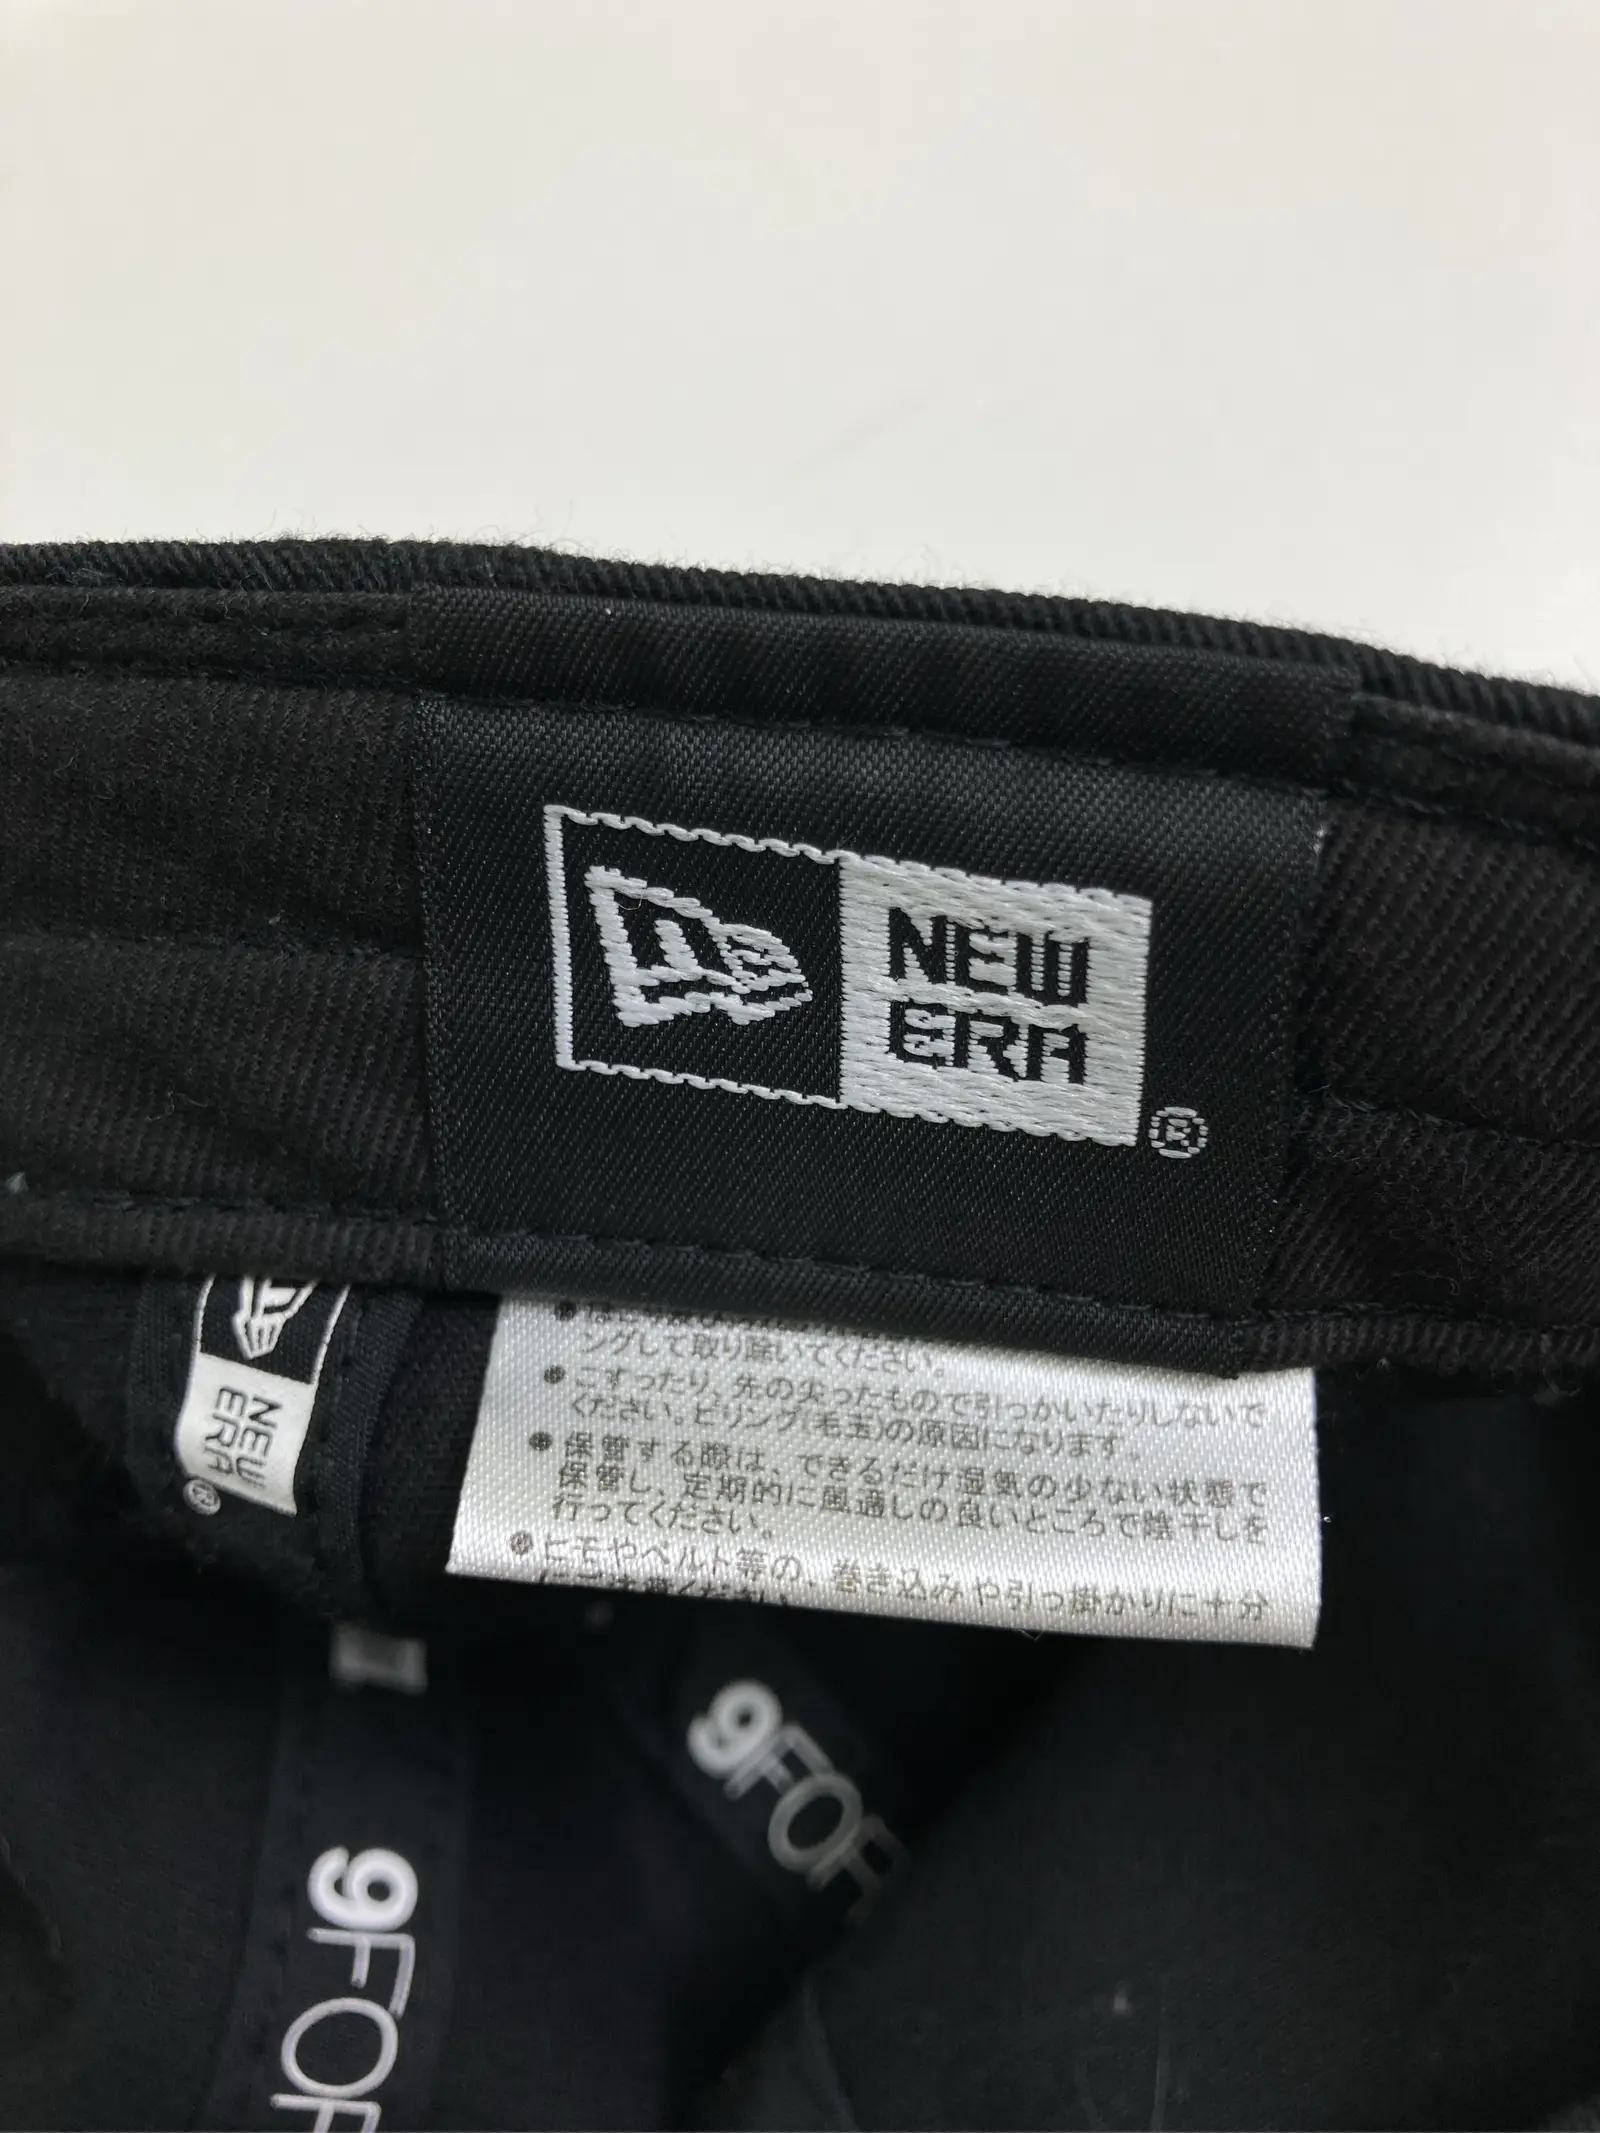 NEW
ERA
®
NEW
ERA
®
ングして取り除いてください。
●こすったり、先の尖ったもので引っかいたりしないで
ください。ピリング(毛玉)の原因になります。
●保管する際は、できるだけ湿気の少ない状態で
保管し、定期的に風通しの良いところで陰干しを
行ってください。
●ヒモやベルト等の、巻き込みや引っ掛かりに十分
9FOR
9FOR